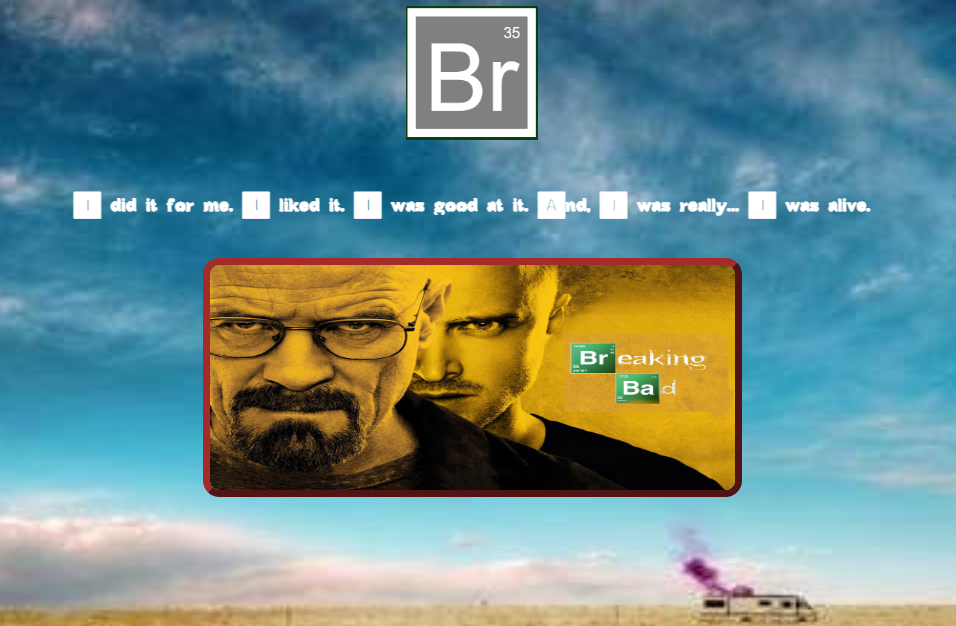 35
Br
I did it for me. I liked it. I was good at it. And, I was really... I was alive.
Breaking
Bad